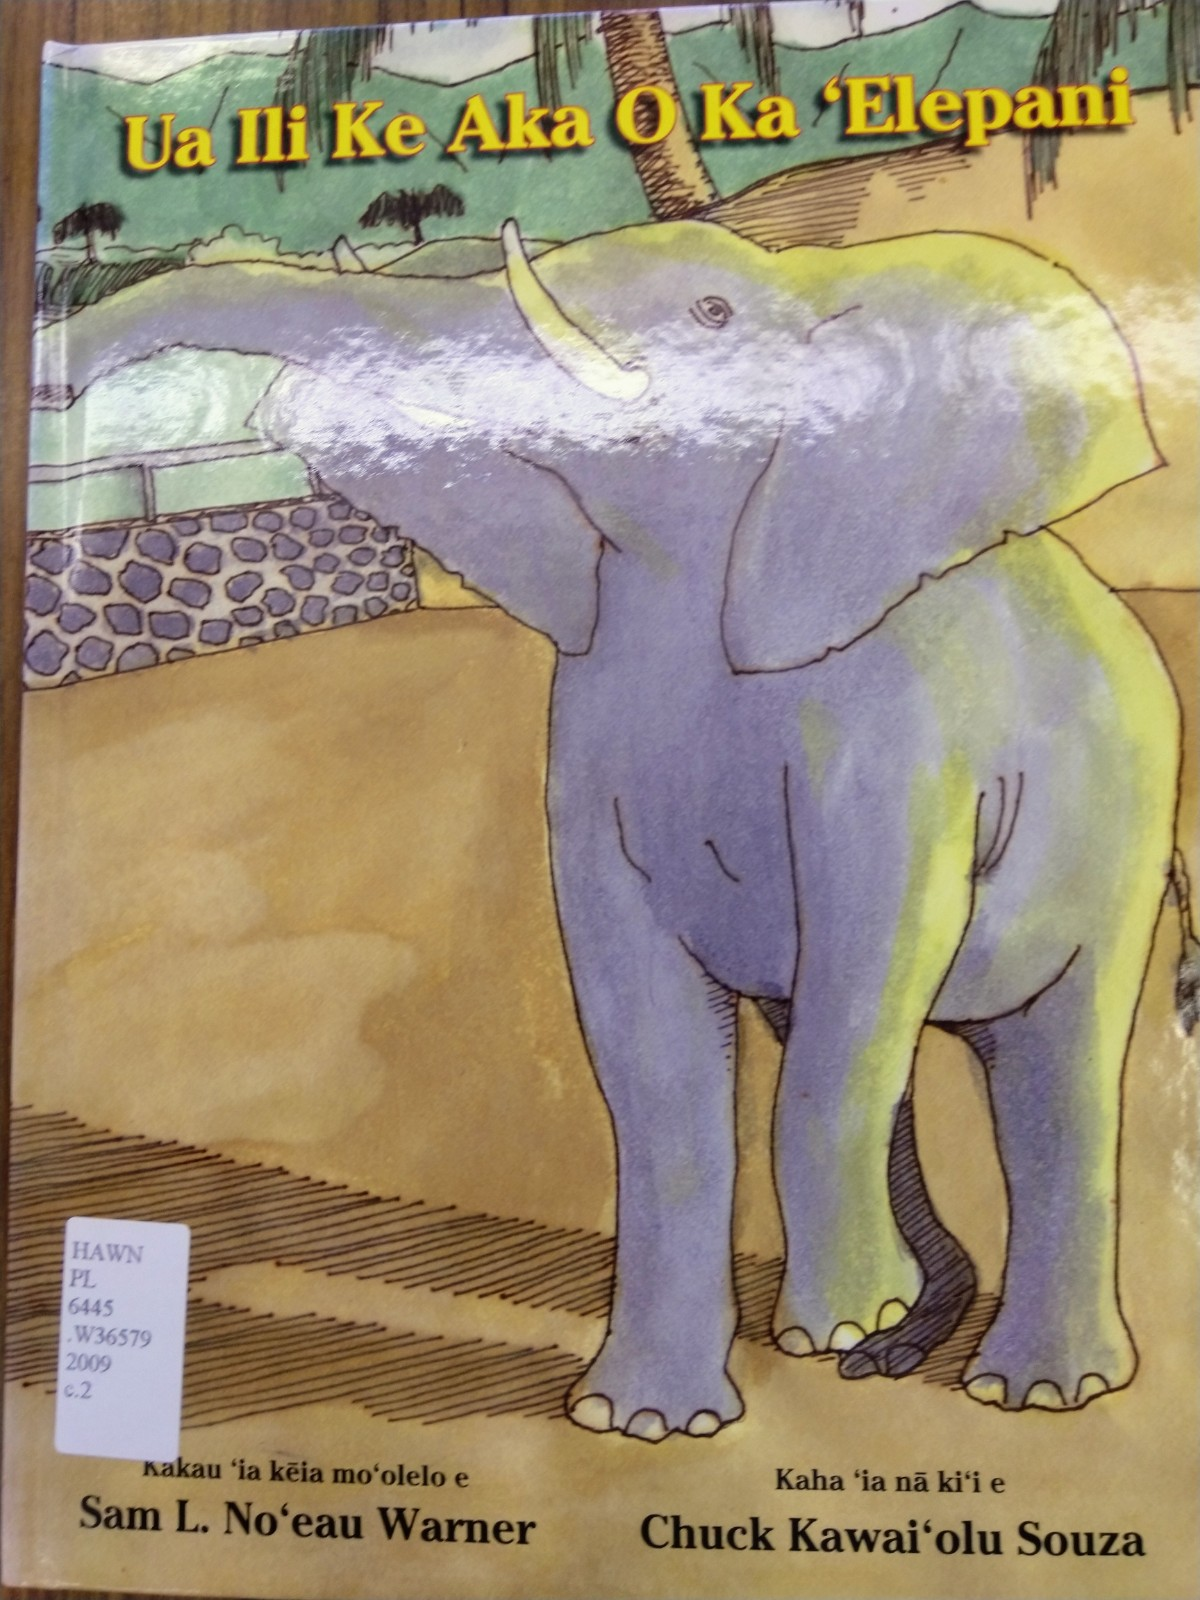 Ua Ili Ke Aka O Ka ʻElepani
HAWN
PL
6445
.W36579
2009
c.2
Kākau ʻia kēia moʻolelo e
Sam L. Noʻeau Warner
Kaha ʻia nā kiʻi e
Chuck Kawaiʻolu Souza